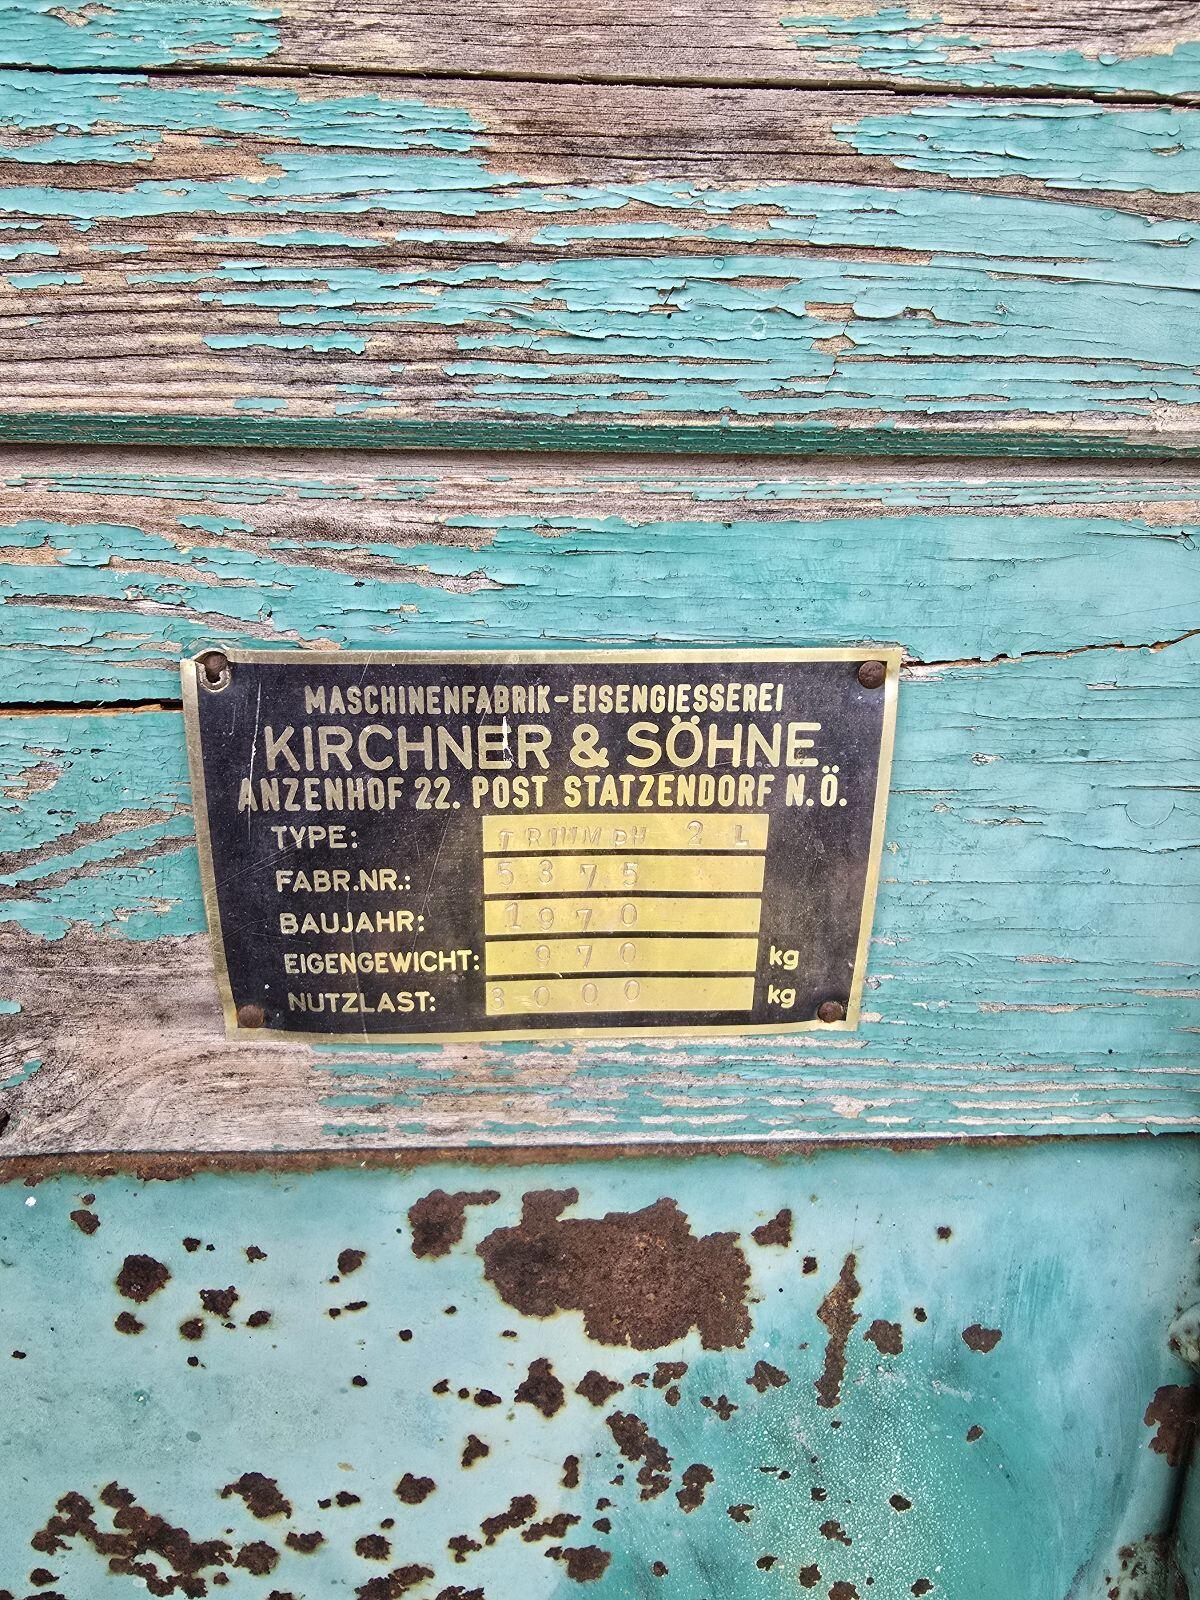 MASCHINENFABRIK-EISENGIESSEREI
KIRCHNER & SÖHNE
ANZENHOF 22. POST STATZENDORF N.Ö.
TYPE: TRIUMPH 2 L
FABR.NR.: 5375
BAUJAHR: 1970
EIGENGEWICHT: 970 kg
NUTZLAST: 3000 kg